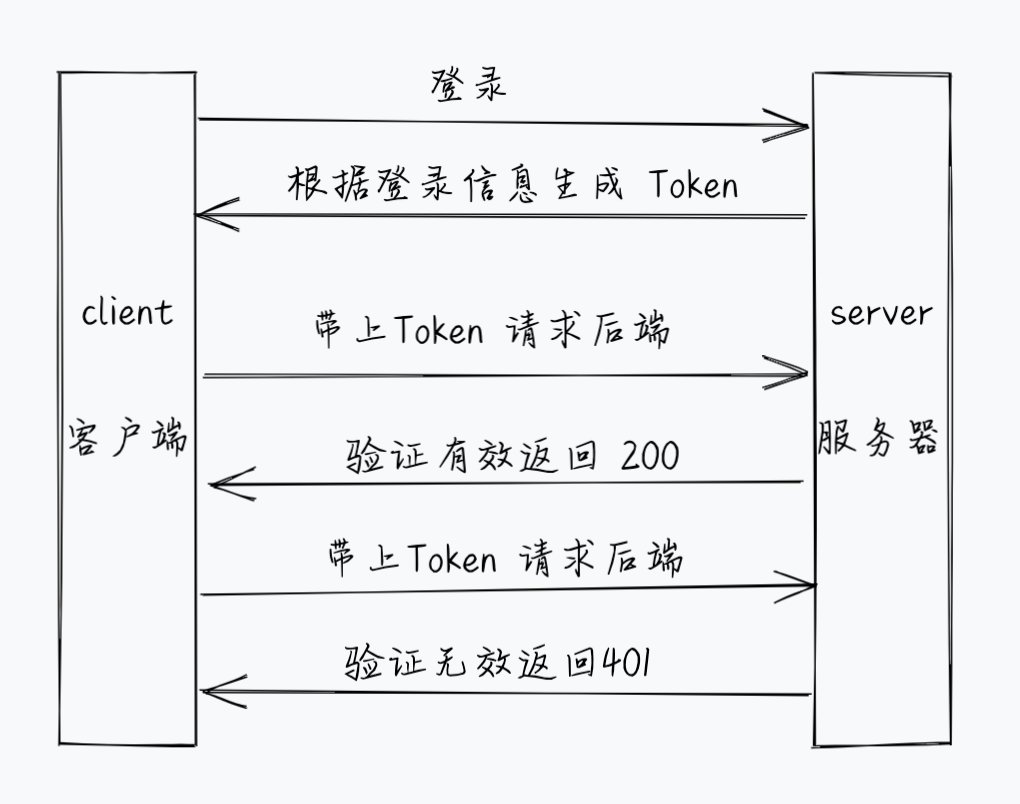 登录
根据登录信息生成 Token
client
server
带上Token 请求后端
客户端
服务器
验证有效返回 200
带上Token 请求后端
验证无效返回401